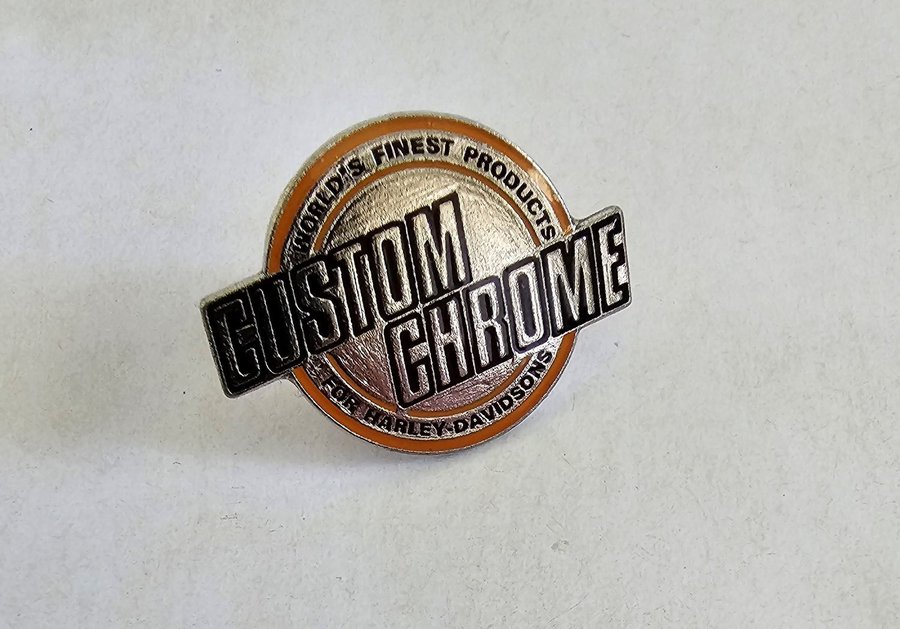 WORLD'S FINEST PRODUCTS
CUSTOM
CHROME
FOR HARLEY-DAVIDSONS